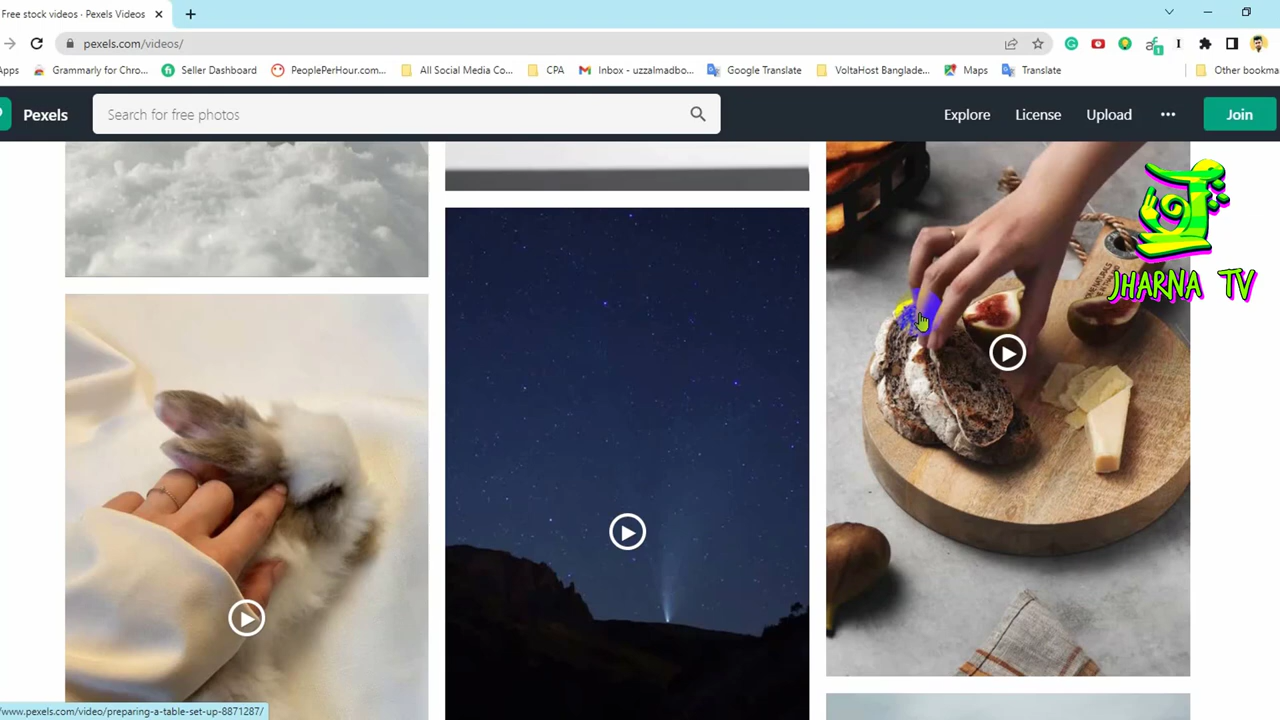 Free stock videos · Pexels Videos
pexels.com/videos/
Apps
Grammarly for Chro...
Seller Dashboard
PeoplePerHour.com...
All Social Media Co...
CPA
Inbox - uzzalmadbo...
Google Translate
VoltaHost Banglade...
Maps
Translate
Other bookma
Pexels
Search for free photos
Explore
License
Upload
Join
JHARNA TV
www.pexels.com/video/preparing-a-table-set-up-8871287/